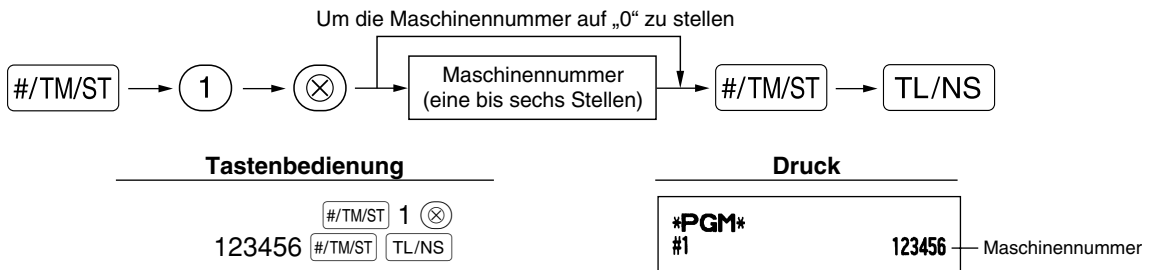 Um die Maschinennummer auf „0“ zu stellen
#/TM/ST 1 ⊗ Maschinennummer #/TM/ST TL/NS
(eine bis sechs Stellen)
Tastenbedienung Druck
#/TM/ST 1 ⊗
123456 #/TM/ST TL/NS
*PGM*
#1 123456 Maschinennummer